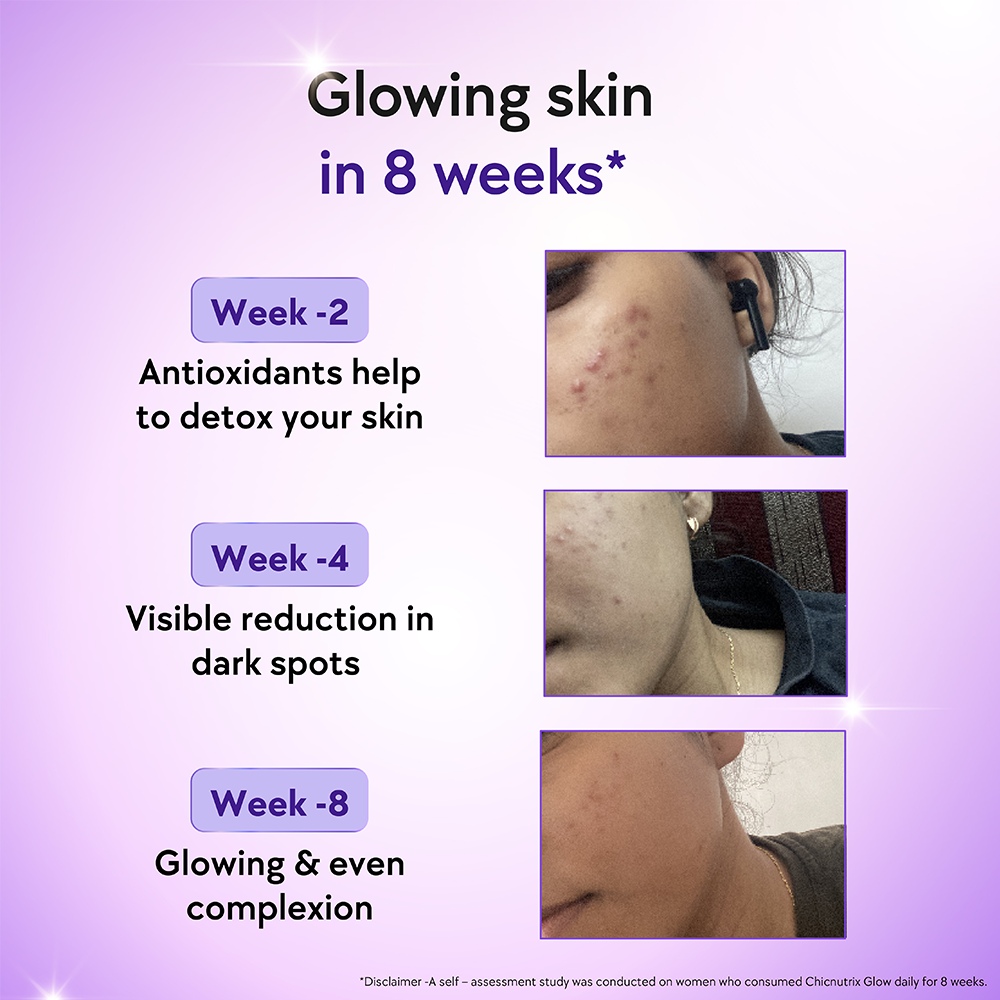 Glowing skin
in 8 weeks*
Week -2
Antioxidants help
to detox your skin
Week -4
Visible reduction in
dark spots
Week -8
Glowing & even
complexion
*Disclaimer -A self – assessment study was conducted on women who consumed Chicnutrix Glow daily for 8 weeks.